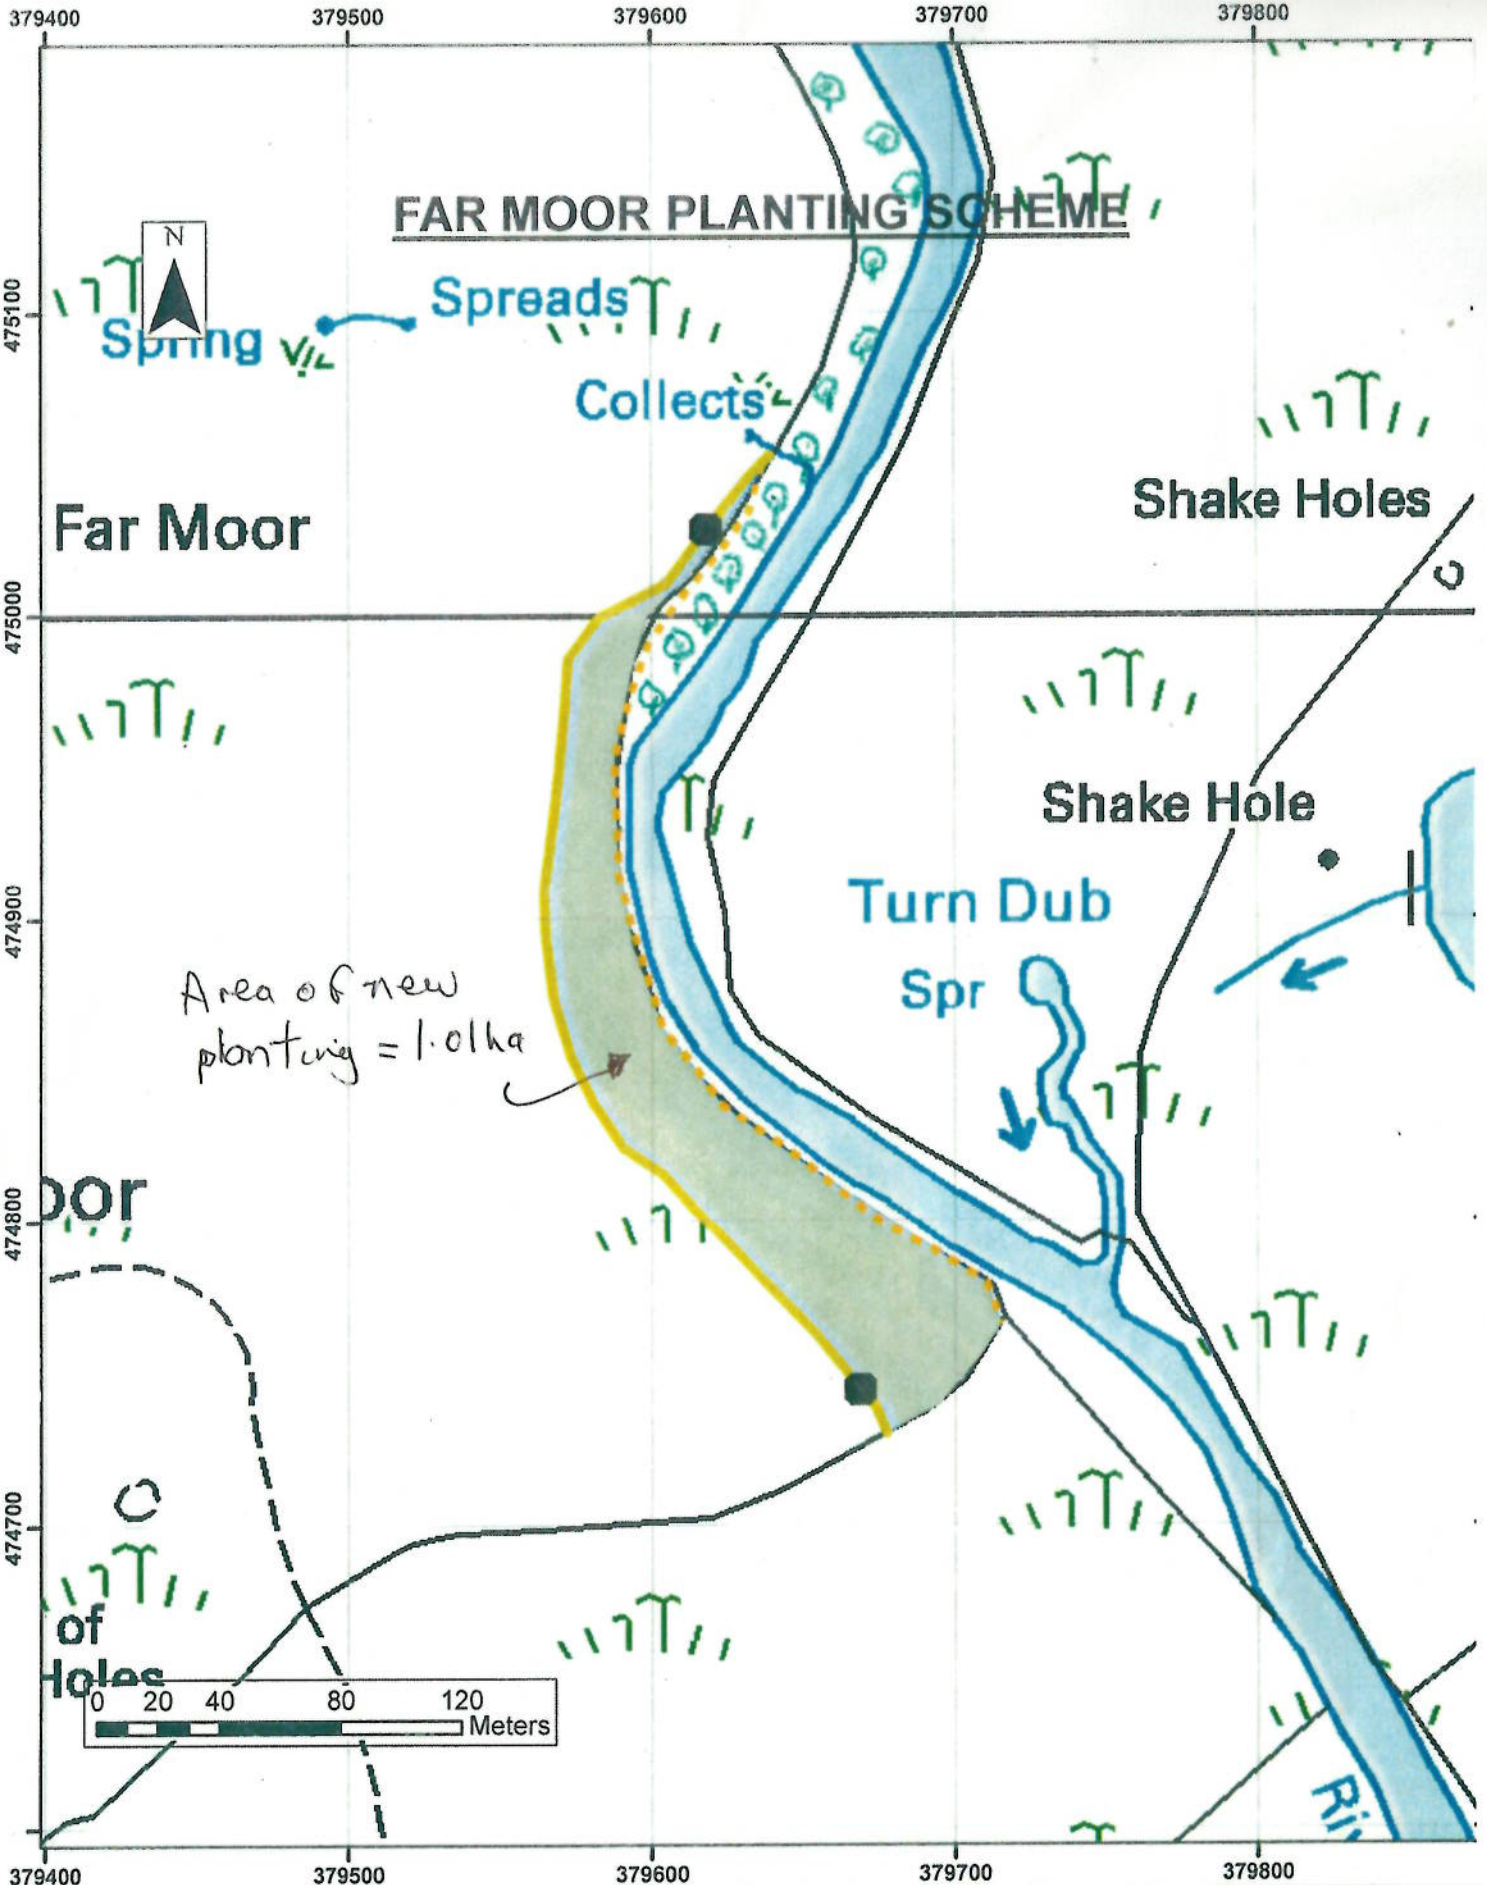 379400 379500 379600 379700 379800
FAR MOOR PLANTING SCHEME
N
475100
Spreads
Spring
Collects
Shake Holes
Far Moor
475000
Shake Hole
474900
Turn Dub
Spr
Area of new
planting = 1.01ha
oor
474800
474700
of
Holes
0 20 40 80 120
Meters
Riv
379400 379500 379600 379700 379800